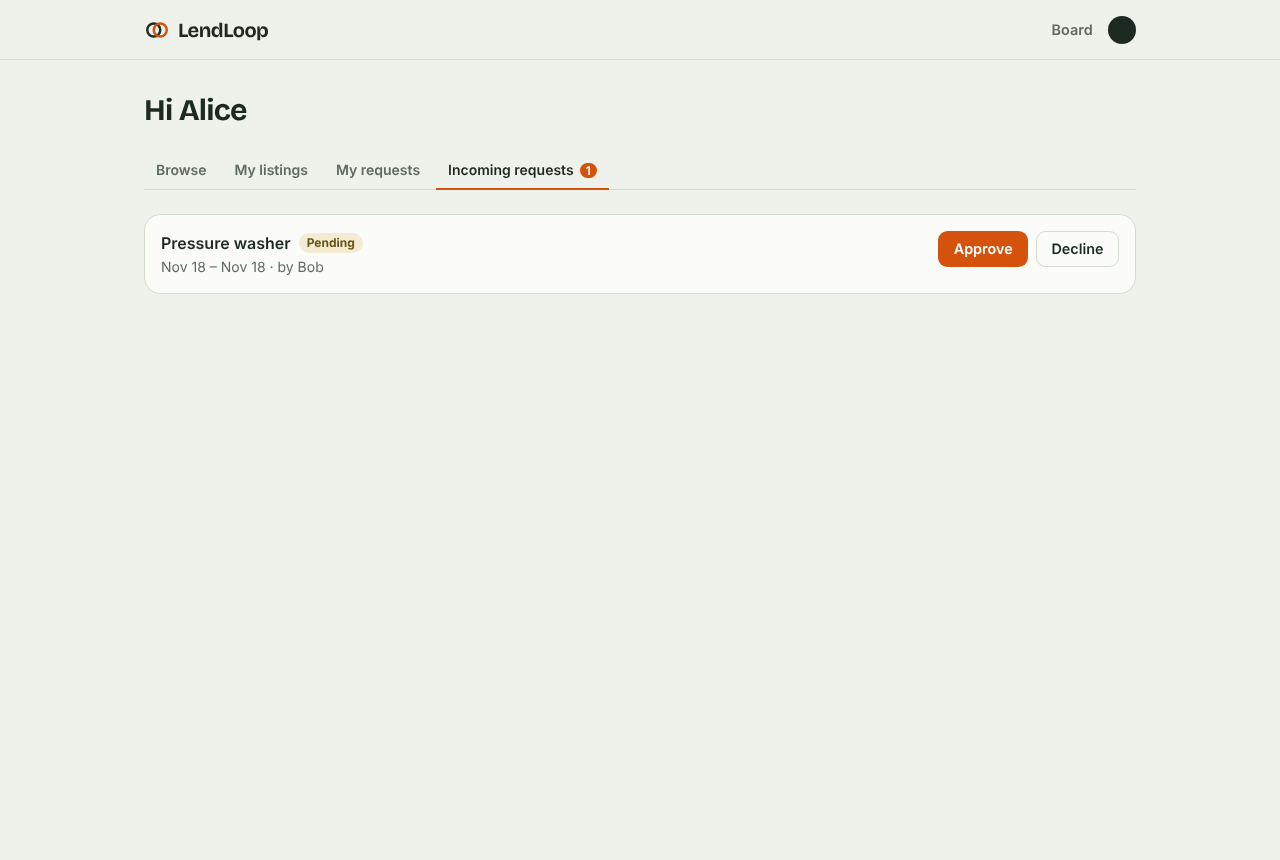 LendLoop
Board
Hi Alice
Browse
My listings
My requests
Incoming requests 1
Pressure washer Pending
Nov 18 – Nov 18 · by Bob
Approve
Decline